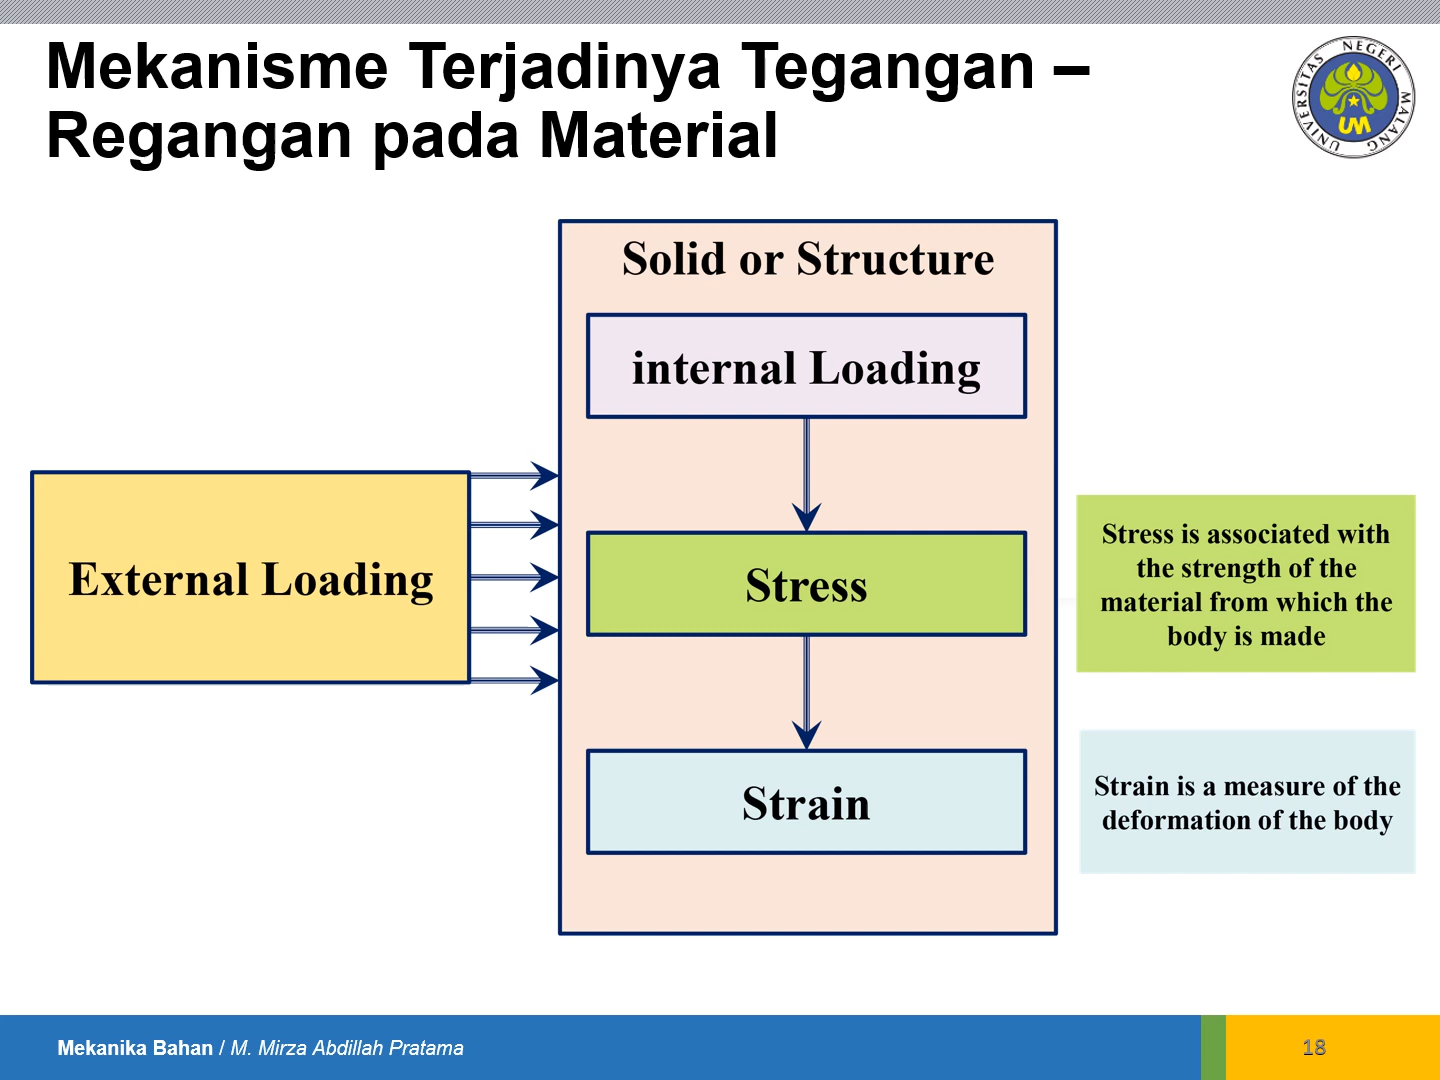 Mekanisme Terjadinya Tegangan –
Regangan pada Material
UNIVERSITAS NEGERI MALANG
UM
Solid or Structure
internal Loading
External Loading
Stress
Strain
Stress is associated with
the strength of the
material from which the
body is made
Strain is a measure of the
deformation of the body
Mekanika Bahan / M. Mirza Abdillah Pratama
18